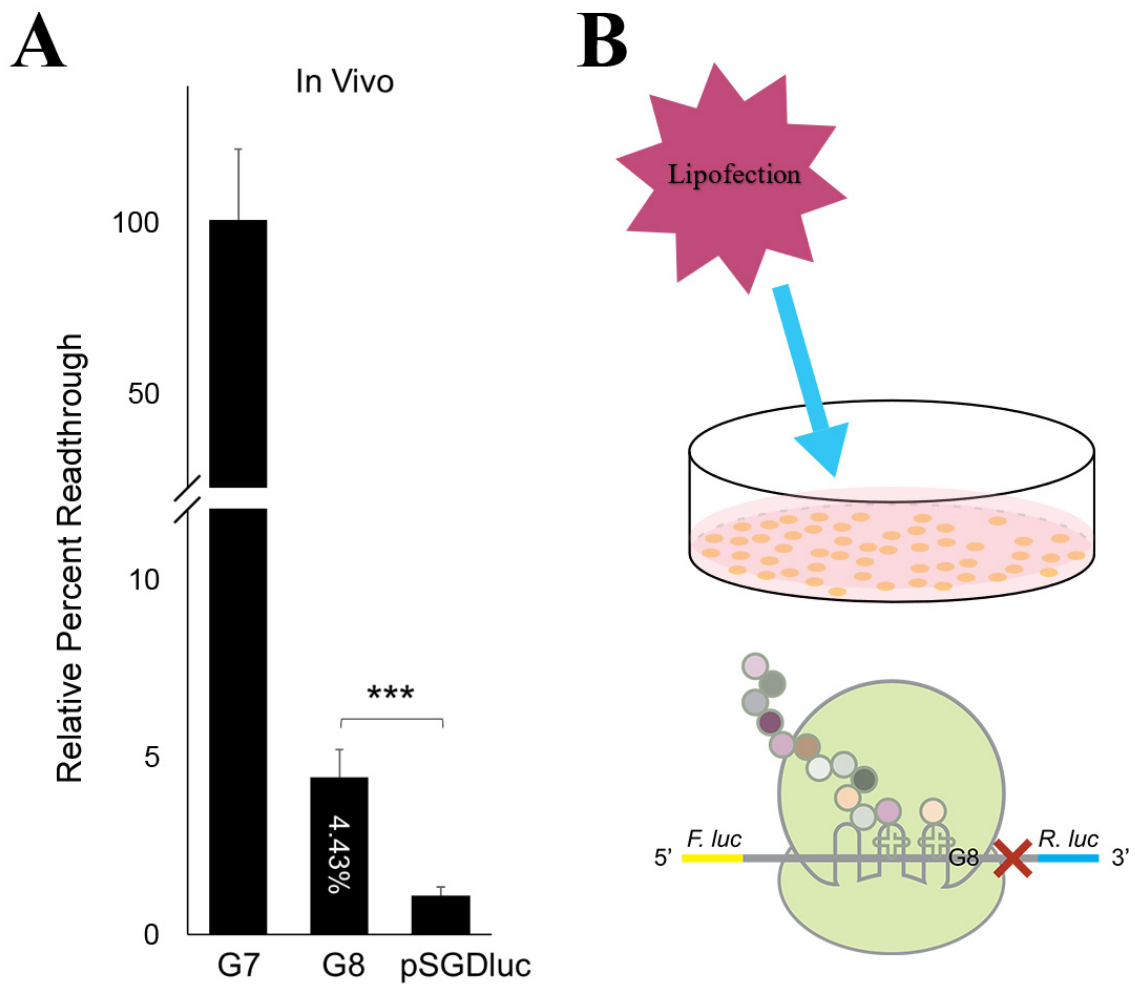 A
In Vivo
Relative Percent Readthrough
100
50
10
5
0
***
4.43%
G7 G8 pSGDluc
B
Lipofection
5’ F. luc G8 R. luc 3’